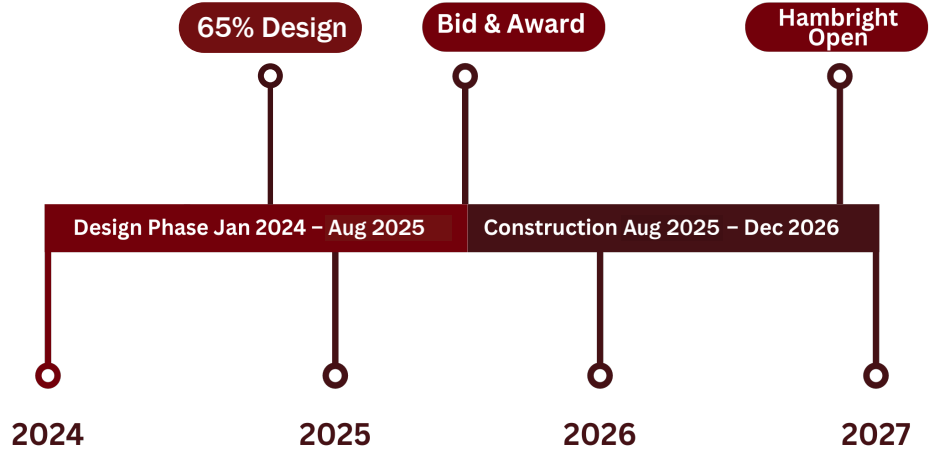 65% Design
Bid & Award
Hambright
Open
Design Phase Jan 2024 – Aug 2025
Construction Aug 2025 – Dec 2026
2024
2025
2026
2027